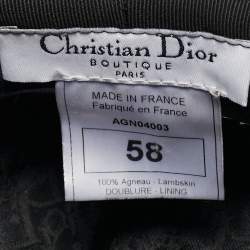 Christian Dior
BOUTIQUE
PARIS
MADE IN FRANCE
Fabriqué en France
AGN04003
58
100% Agneau - Lambskin
DOUBLURE - LINING